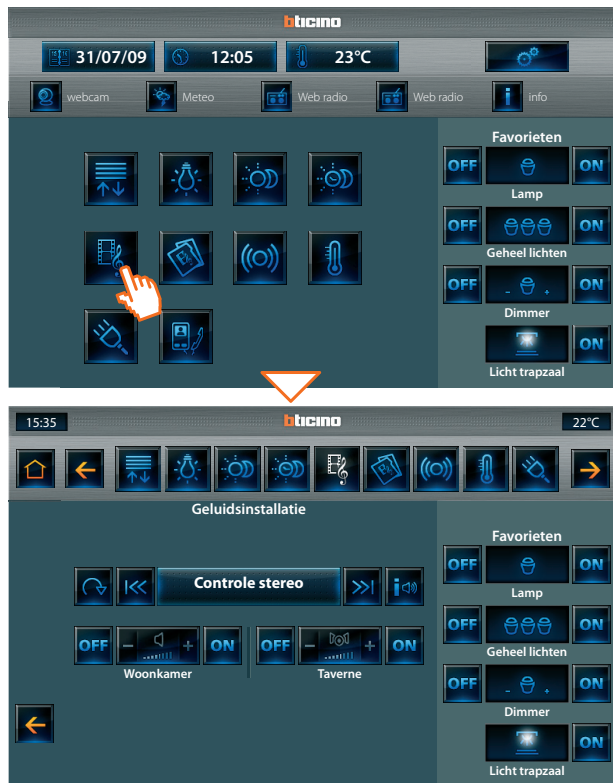 bticino
31/07/09 12:05 23°C
webcam Meteo Web radio Web radio i info
Favorieten
OFF ON
Lamp
OFF ON
Geheel lichten
OFF - + ON
Dimmer
ON
Licht trapzaal
15:35 bticino 22°C
Geluidsinstallatie
Controle stereo i
OFF - + ON OFF - + ON
Woonkamer Taverne
Favorieten
OFF ON
Lamp
OFF ON
Geheel lichten
OFF - + ON
Dimmer
ON
Licht trapzaal